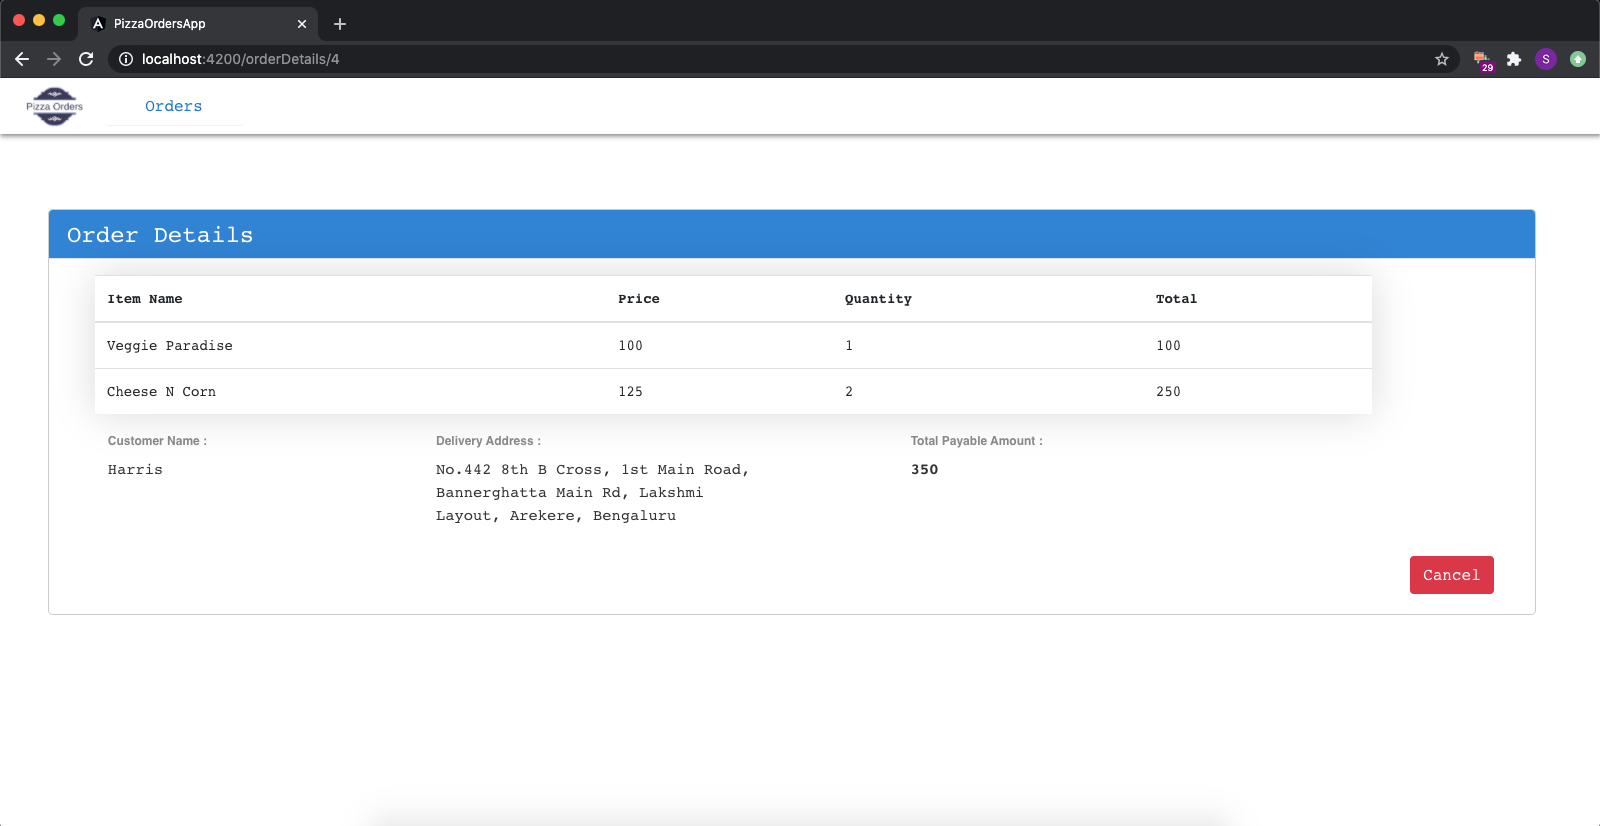 PizzaOrdersApp
localhost:4200/orderDetails/4
29
S
Pizza Orders
Orders
Order Details
Item Name Price Quantity Total
Veggie Paradise 100 1 100
Cheese N Corn 125 2 250
Customer Name : Delivery Address : Total Payable Amount :
Harris No.442 8th B Cross, 1st Main Road, 350
Bannerghatta Main Rd, Lakshmi
Layout, Arekere, Bengaluru
Cancel